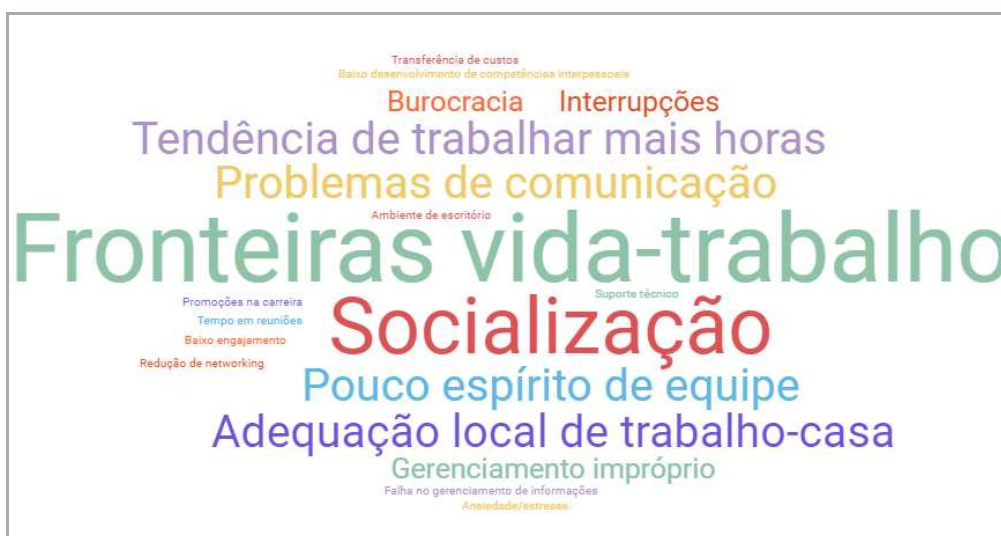 Transferência de custos
Baixo desenvolvimento de competências interpessoais
Burocracia Interrupções
Tendência de trabalhar mais horas
Problemas de comunicação
Ambiente de escritório
Fronteiras vida-trabalho
Suporte técnico
Promoções na carreira
Socialização
Tempo em reuniões
Baixo engajamento
Redução de networking
Pouco espírito de equipe
Adequação local de trabalho-casa
Gerenciamento impróprio
Falha no gerenciamento de informações
Ansiedade/estresse